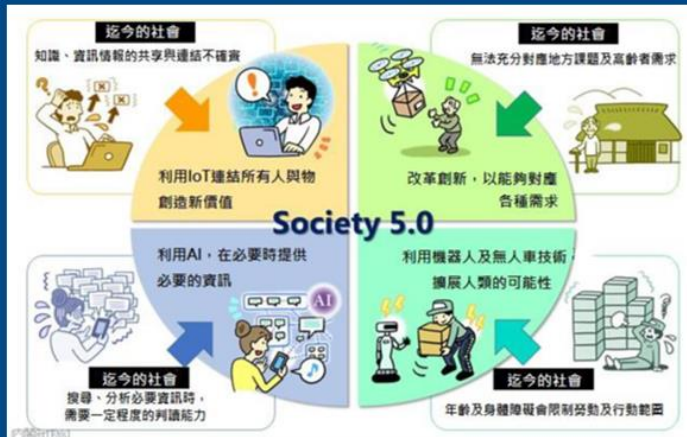 迄今的社會
知識、資訊情報的共享與連結不確實
利用IoT連結所有人與物
創造新價值
迄今的社會
無法充分對應地方課題及高齡者需求
改革創新，以能夠對應
各種需求
Society 5.0
利用AI，在必要時提供
必要的資訊
AI
迄今的社會
搜尋、分析必要資訊時，
需要一定程度的判讀能力
利用機器人及無人車技術，
擴展人類的可能性
迄今的社會
年齡及身體障礙會限制勞動及行動範圍